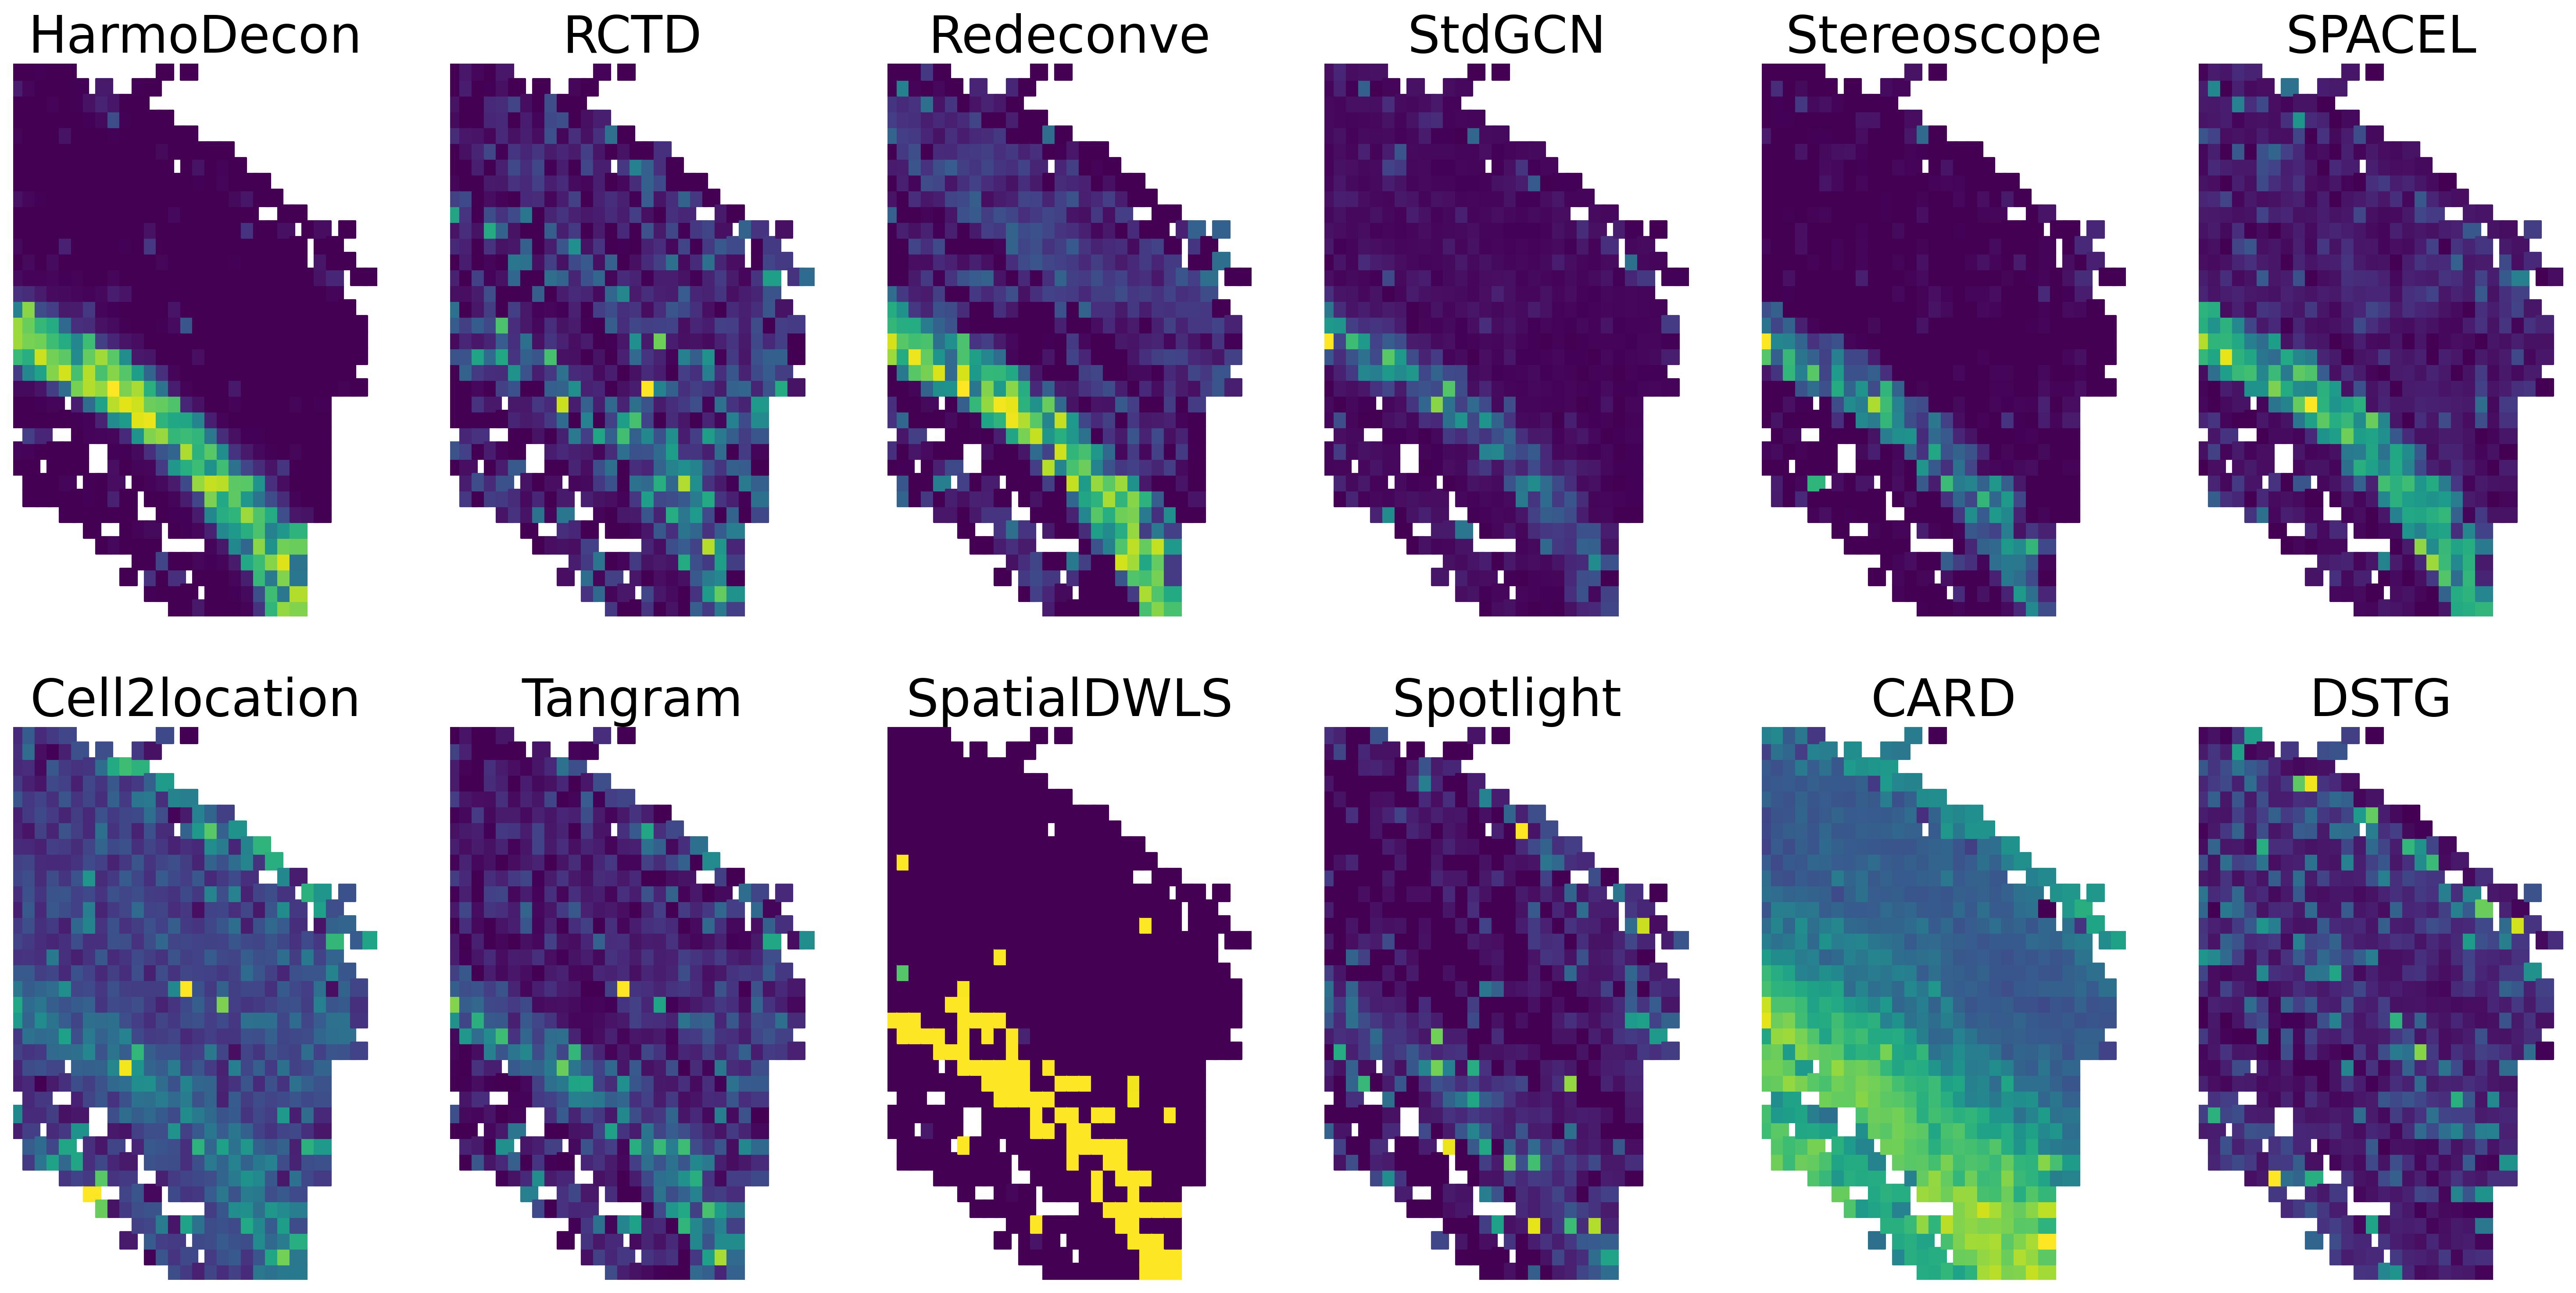 HarmoDecon RCTD Redeconve StdGCN Stereoscope SPACEL
Cell2location Tangram SpatialDWLS Spotlight CARD DSTG